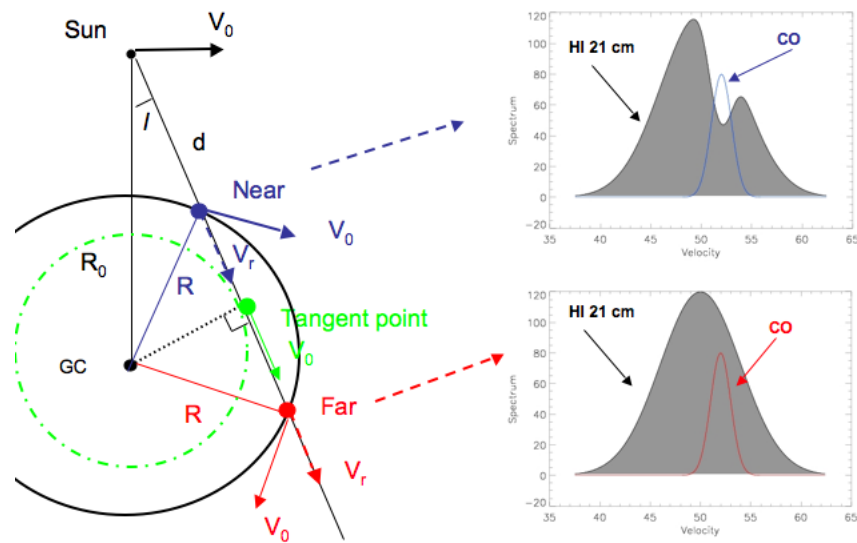 Sun
V0
l
d
Near
V0
Vr
R0
R
Tangent point
V0
GC
R
Far
Vr
V0
120
100
80
60
40
20
0
−20
Spectrum
HI 21 cm
CO
35
40
45
50
55
60
65
Velocity
120
100
80
60
40
20
0
−20
Spectrum
HI 21 cm
CO
35
40
45
50
55
60
65
Velocity